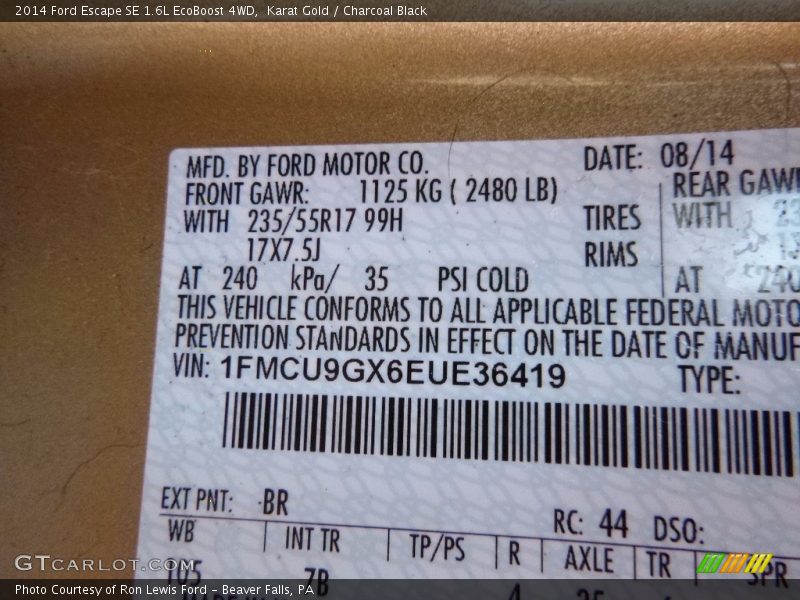 2014 Ford Escape SE 1.6L EcoBoost 4WD,  Karat Gold / Charcoal Black
MFD. BY FORD MOTOR CO. DATE: 08/14
FRONT GAWR: 1125 KG ( 2480 LB) REAR GAWR
WITH 235/55R17 99H TIRES WITH
17X7.5J RIMS
AT 240 kPa/ 35 PSI COLD AT 240
THIS VEHICLE CONFORMS TO ALL APPLICABLE FEDERAL MOTO
PREVENTION STANDARDS IN EFFECT ON THE DATE OF MANUF
VIN: 1FMCU9GX6EUE36419 TYPE:
EXT PNT: BR RC: 44 DSO:
WB INT TR TP/PS R AXLE TR SPR
105 7B
GTCARLOT.COM
Photo Courtesy of Ron Lewis Ford - Beaver Falls, PA